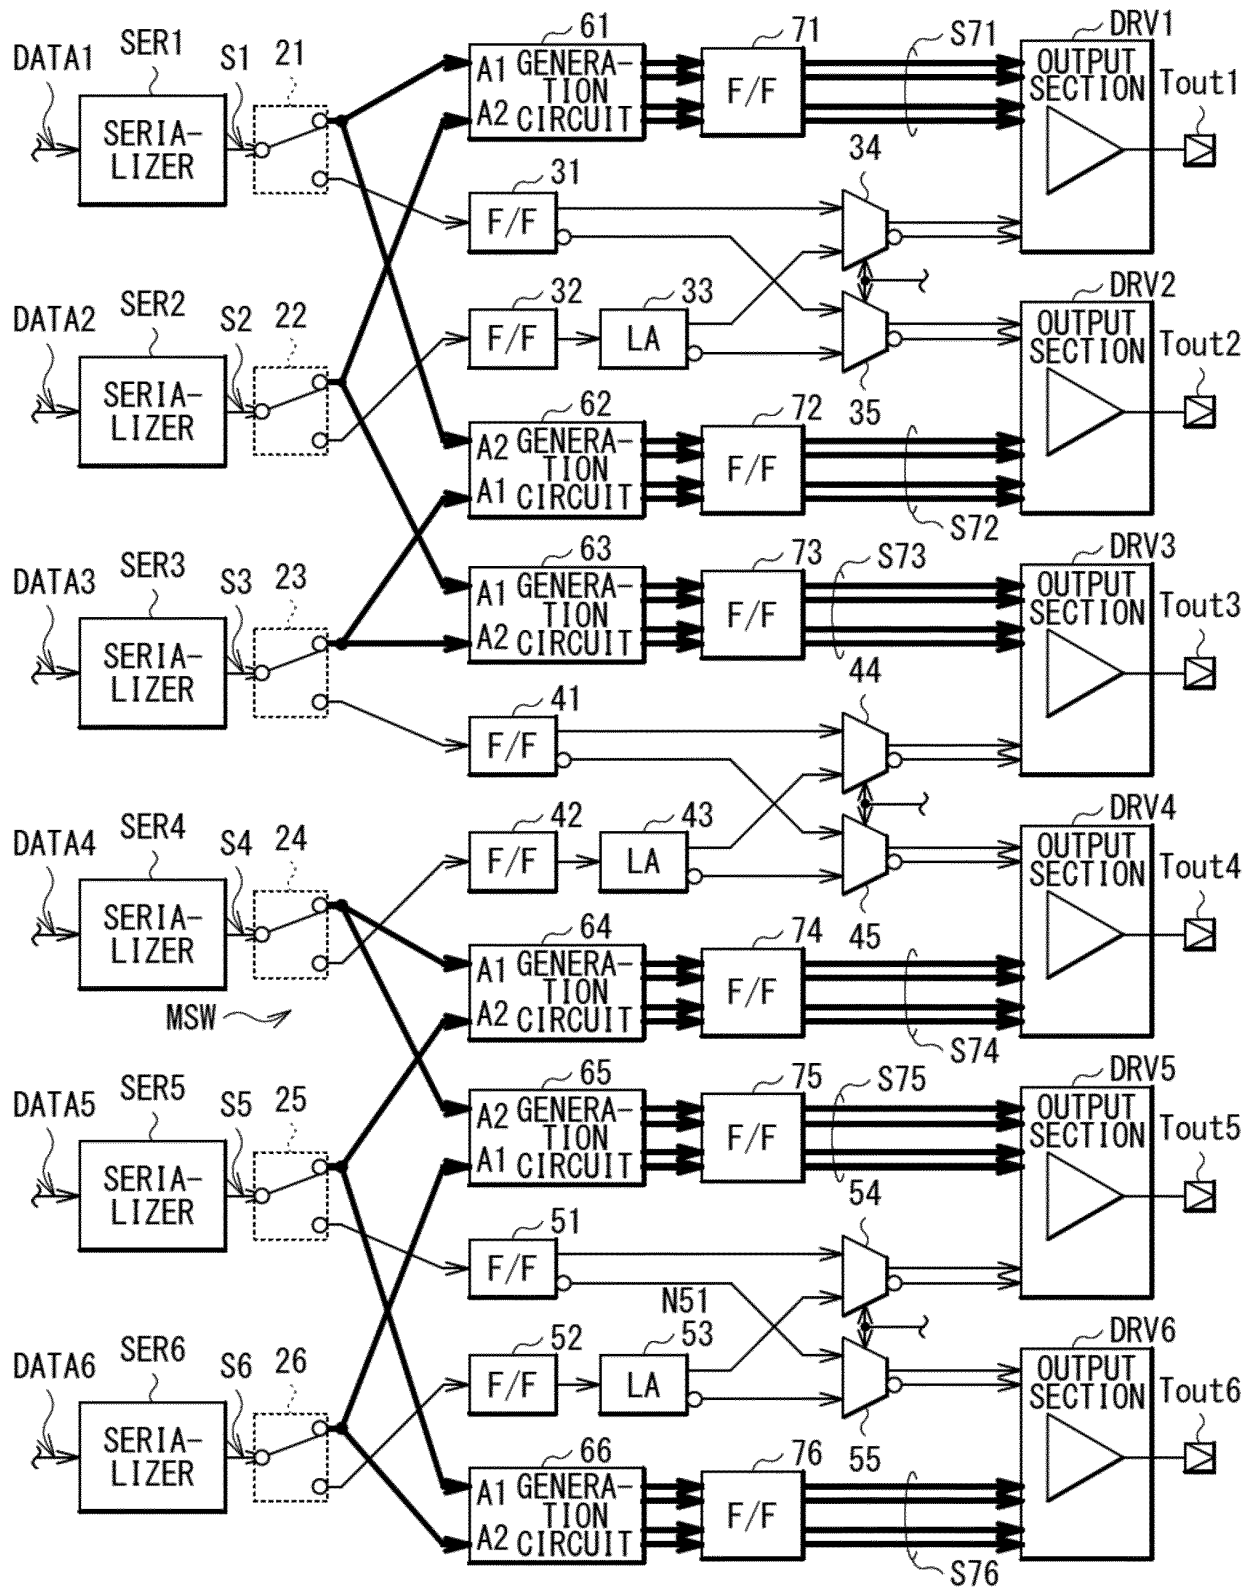 DATA1
SER1
SERIA-
LIZER
S1
21
61
A1
A2
GENERA-
TION
CIRCUIT
71
F/F
S71
DRV1
OUTPUT
SECTION
Tout1
31
F/F
34
32
F/F
33
LA
35
DATA2
SER2
SERIA-
LIZER
S2
22
62
A2
A1
GENERA-
TION
CIRCUIT
72
F/F
S72
DRV2
OUTPUT
SECTION
Tout2
DATA3
SER3
SERIA-
LIZER
S3
23
63
A1
A2
GENERA-
TION
CIRCUIT
73
F/F
S73
DRV3
OUTPUT
SECTION
Tout3
41
F/F
44
42
F/F
43
LA
45
DATA4
SER4
SERIA-
LIZER
S4
24
MSW
64
A1
A2
GENERA-
TION
CIRCUIT
74
F/F
S74
DRV4
OUTPUT
SECTION
Tout4
DATA5
SER5
SERIA-
LIZER
S5
25
65
A2
A1
GENERA-
TION
CIRCUIT
75
F/F
S75
DRV5
OUTPUT
SECTION
Tout5
51
F/F
N51
54
52
F/F
53
LA
55
DATA6
SER6
SERIA-
LIZER
S6
26
66
A1
A2
GENERA-
TION
CIRCUIT
76
F/F
S76
DRV6
OUTPUT
SECTION
Tout6